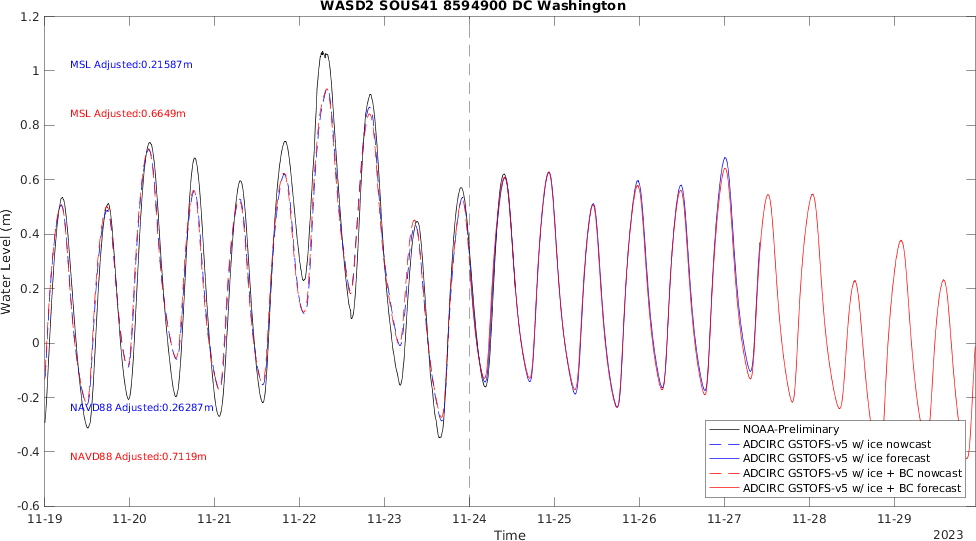 WASD2 SOUS41 8594900 DC Washington
1.2
1
0.8
0.6
0.4
0.2
0
-0.2
-0.4
-0.6
Water Level (m)
MSL Adjusted:0.21587m
MSL Adjusted:0.6649m
NAVD88 Adjusted:0.26287m
NAVD88 Adjusted:0.7119m
NOAA-Preliminary
ADCIRC GSTOFS-v5 w/ ice nowcast
ADCIRC GSTOFS-v5 w/ ice forecast
ADCIRC GSTOFS-v5 w/ ice + BC nowcast
ADCIRC GSTOFS-v5 w/ ice + BC forecast
11-19 11-20 11-21 11-22 11-23 11-24 11-25 11-26 11-27 11-28 11-29
Time
2023